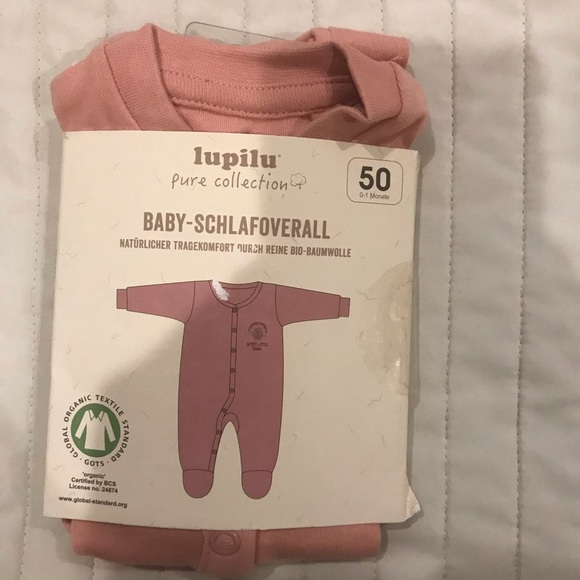 lupilu®
pure collection
50
0-1 Monate
BABY-SCHLAFOVERALL
NATÜRLICHER TRAGEKOMFORT DURCH REINE BIO-BAUMWOLLE
GLOBAL ORGANIC TEXTILE STANDARD · GOTS ·
'organic'
Certified by BCS
License no. 24874
www.global-standard.org